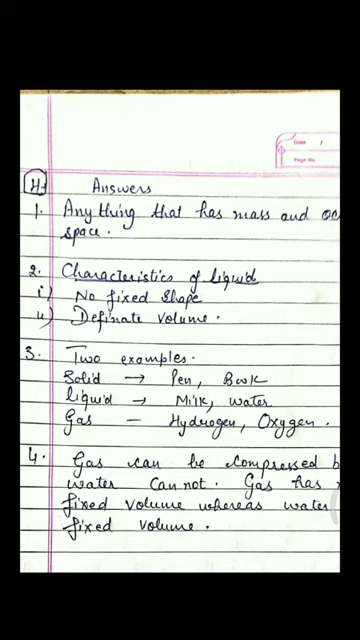 Date /
Page No
H.
Answers
1. Anything that has mass and oc
space.
2. Characteristics of liquid
i) No fixed shape
ii) Definate volume.
3. Two examples.
Solid → Pen, Book
liquid → Milk, water
Gas – Hydrogen, Oxygen.
4. Gas can be compressed b
water can not. Gas has
fixed volume whereas water
fixed volume.